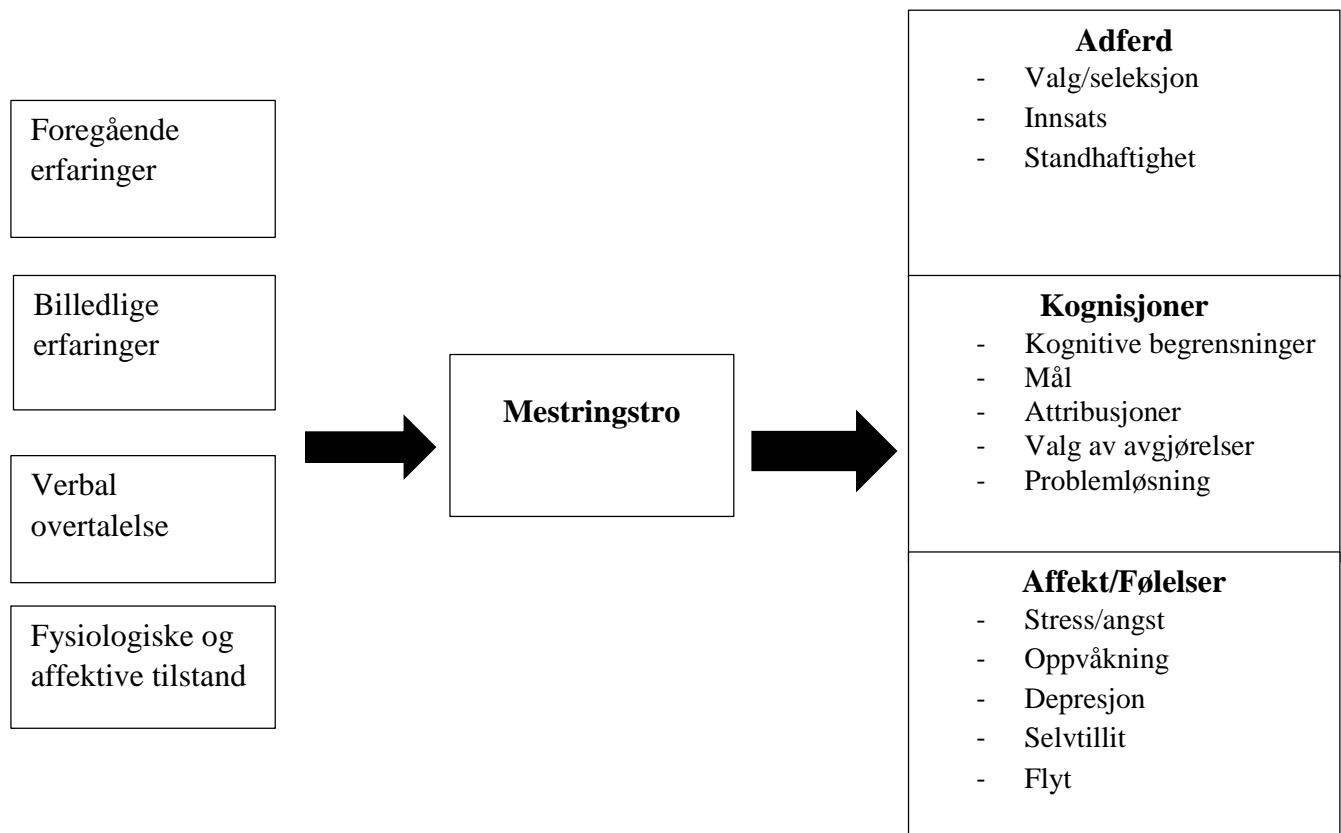 Foregående
erfaringer
Billedlige
erfaringer
Verbal
overtalelse
Fysiologiske og
affektive tilstand
Mestringstro
Adferd
- Valg/seleksjon
- Innsats
- Standhaftighet
Kognisjoner
- Kognitive begrensninger
- Mål
- Attribusjoner
- Valg av avgjørelser
- Problemløsning
Affekt/Følelser
- Stress/angst
- Oppvåkning
- Depresjon
- Selvtillit
- Flyt